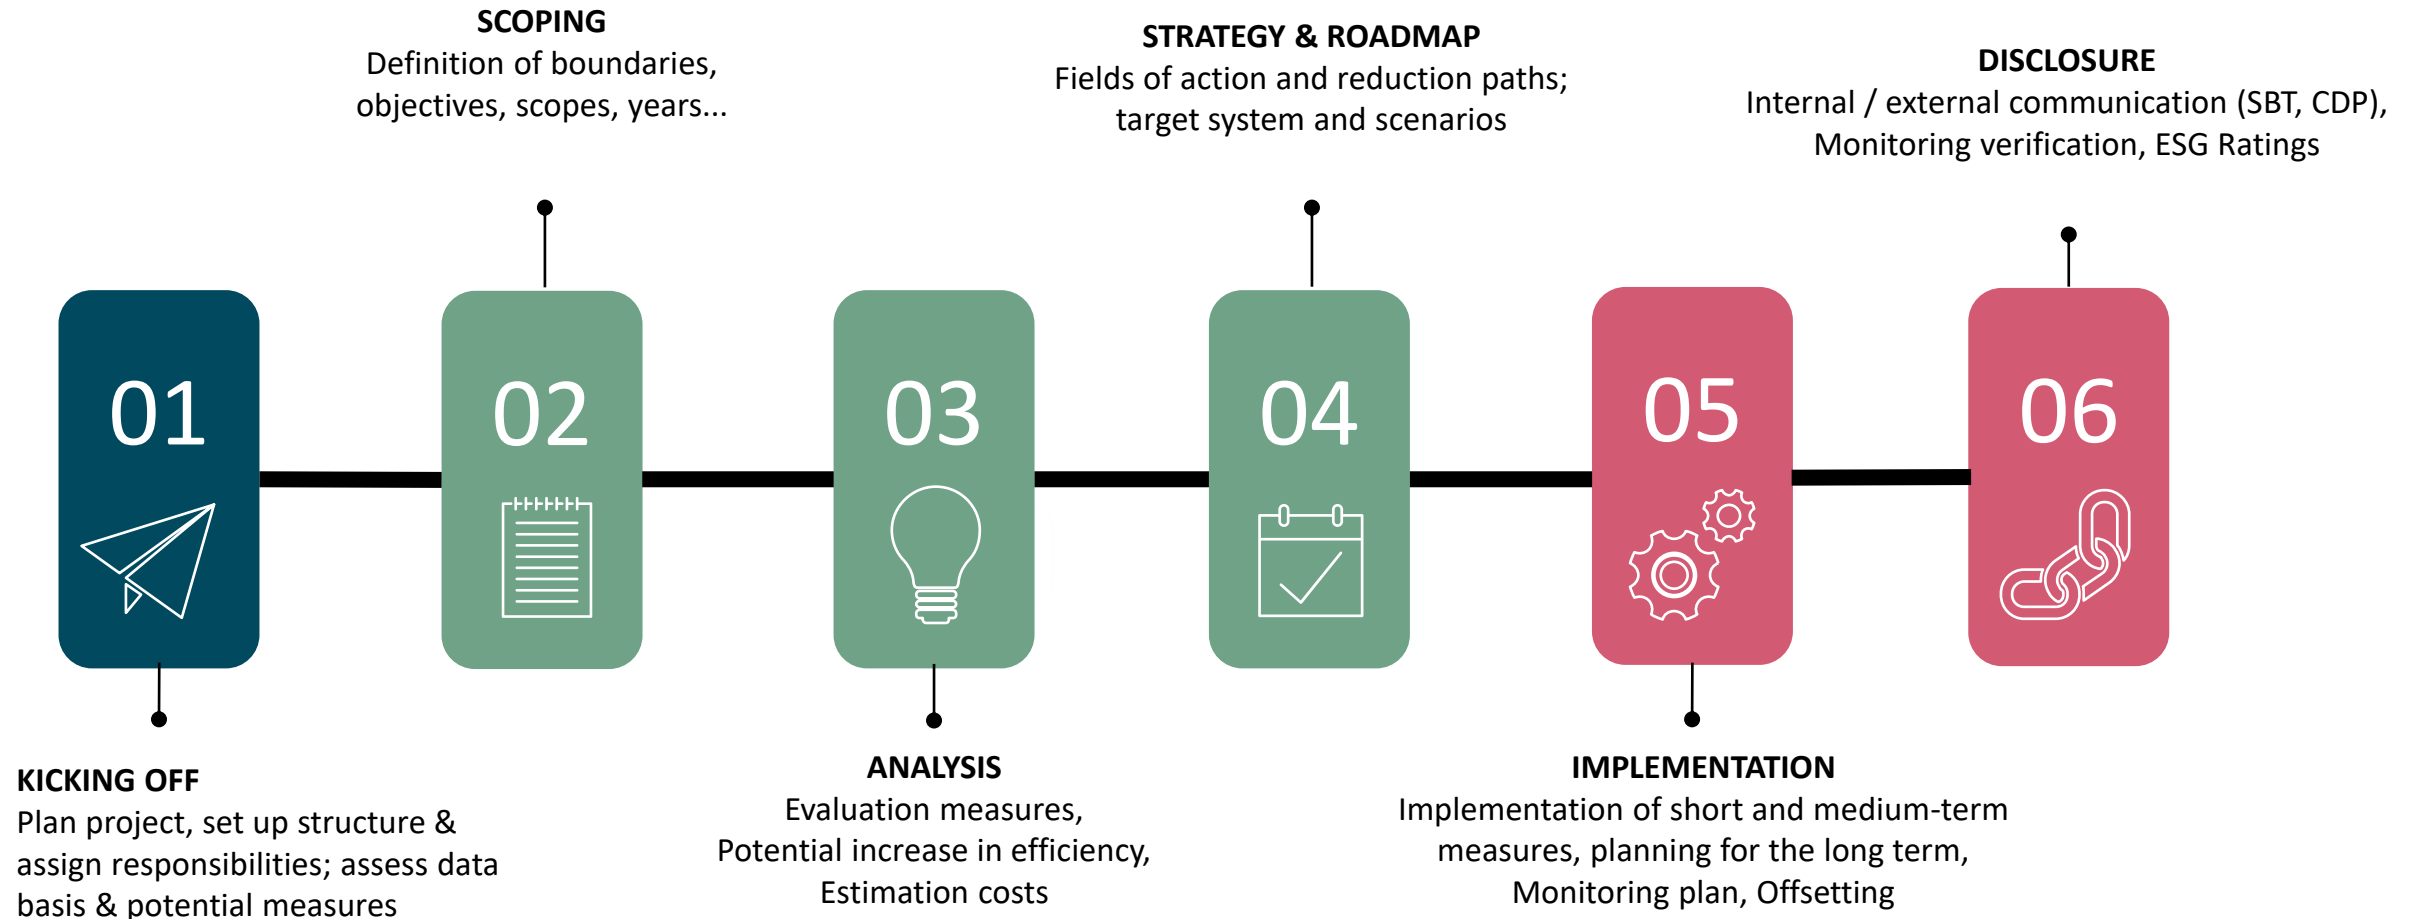 SCOPING
Definition of boundaries,
objectives, scopes, years...
STRATEGY & ROADMAP
Fields of action and reduction paths;
target system and scenarios
DISCLOSURE
Internal / external communication (SBT, CDP),
Monitoring verification, ESG Ratings
01
02
03
04
05
06
KICKING OFF
Plan project, set up structure &
assign responsibilities; assess data
basis & potential measures
ANALYSIS
Evaluation measures,
Potential increase in efficiency,
Estimation costs
IMPLEMENTATION
Implementation of short and medium-term
measures, planning for the long term,
Monitoring plan, Offsetting